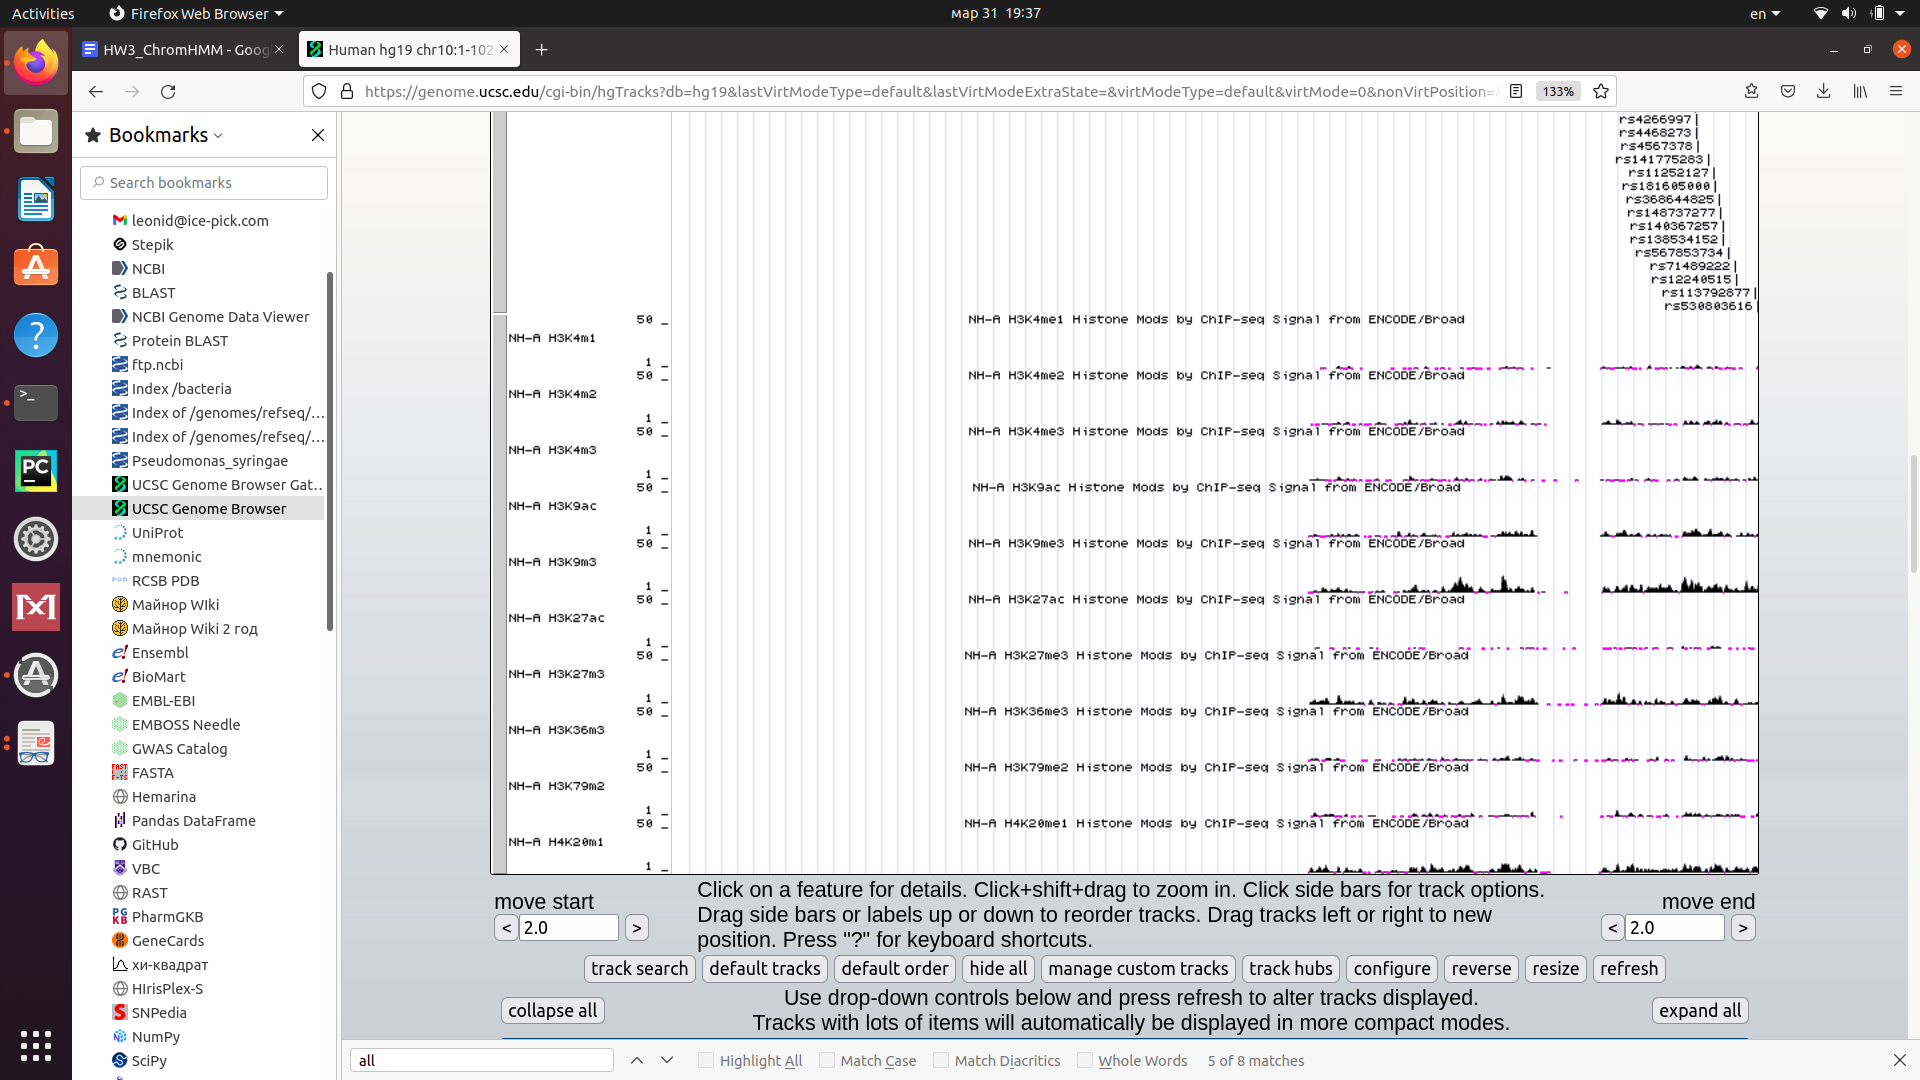 Activities
Firefox Web Browser
мар 31 19:37
en
HW3_ChromHMM - Goog
Human hg19 chr10:1-102
https://genome.ucsc.edu/cgi-bin/hgTracks?db=hg19&lastVirtModeType=default&lastVirtModeExtraState=&virtModeType=default&virtMode=0&nonVirtPosition=
133%
Bookmarks
Search bookmarks
leonid@ice-pick.com
Stepik
NCBI
BLAST
NCBI Genome Data Viewer
Protein BLAST
ftp.ncbi
Index /bacteria
Index of /genomes/refseq/...
Index of /genomes/refseq/...
Pseudomonas_syringae
UCSC Genome Browser Gat...
UCSC Genome Browser
UniProt
mnemonic
RCSB PDB
Майнор WIki
Майнор Wiki 2 год
Ensembl
BioMart
EMBL-EBI
EMBOSS Needle
GWAS Catalog
FASTA
Hemarina
Pandas DataFrame
GitHub
VBC
RAST
PharmGKB
GeneCards
хи-квадрат
HIrisPlex-S
SNPedia
NumPy
SciPy
rs4266997
rs4468273
rs4567378
rs141775283
rs11252127
rs181605000
rs368644825
rs148737277
rs140367257
rs138534152
rs567853734
rs71489222
rs12240515
rs113792877
rs530803616
50 _ NH-A H3K4me1 Histone Mods by ChIP-seq Signal from ENCODE/Broad
NH-A H3K4m1
1 _
50 _ NH-A H3K4me2 Histone Mods by ChIP-seq Signal from ENCODE/Broad
NH-A H3K4m2
1 _
50 _ NH-A H3K4me3 Histone Mods by ChIP-seq Signal from ENCODE/Broad
NH-A H3K4m3
1 _
50 _ NH-A H3K9ac Histone Mods by ChIP-seq Signal from ENCODE/Broad
NH-A H3K9ac
1 _
50 _ NH-A H3K9me3 Histone Mods by ChIP-seq Signal from ENCODE/Broad
NH-A H3K9m3
1 _
50 _ NH-A H3K27ac Histone Mods by ChIP-seq Signal from ENCODE/Broad
NH-A H3K27ac
1 _
50 _ NH-A H3K27me3 Histone Mods by ChIP-seq Signal from ENCODE/Broad
NH-A H3K27m3
1 _
50 _ NH-A H3K36me3 Histone Mods by ChIP-seq Signal from ENCODE/Broad
NH-A H3K36m3
1 _
50 _ NH-A H3K79me2 Histone Mods by ChIP-seq Signal from ENCODE/Broad
NH-A H3K79m2
1 _
50 _ NH-A H4K20me1 Histone Mods by ChIP-seq Signal from ENCODE/Broad
NH-A H4K20m1
1 _
move start
< 2.0 >
Click on a feature for details. Click+shift+drag to zoom in. Click side bars for track options.
Drag side bars or labels up or down to reorder tracks. Drag tracks left or right to new
position. Press "?" for keyboard shortcuts.
move end
< 2.0 >
track search default tracks default order hide all manage custom tracks track hubs configure reverse resize refresh
collapse all
Use drop-down controls below and press refresh to alter tracks displayed.
Tracks with lots of items will automatically be displayed in more compact modes.
expand all
all
Highlight All Match Case Match Diacritics Whole Words 5 of 8 matches